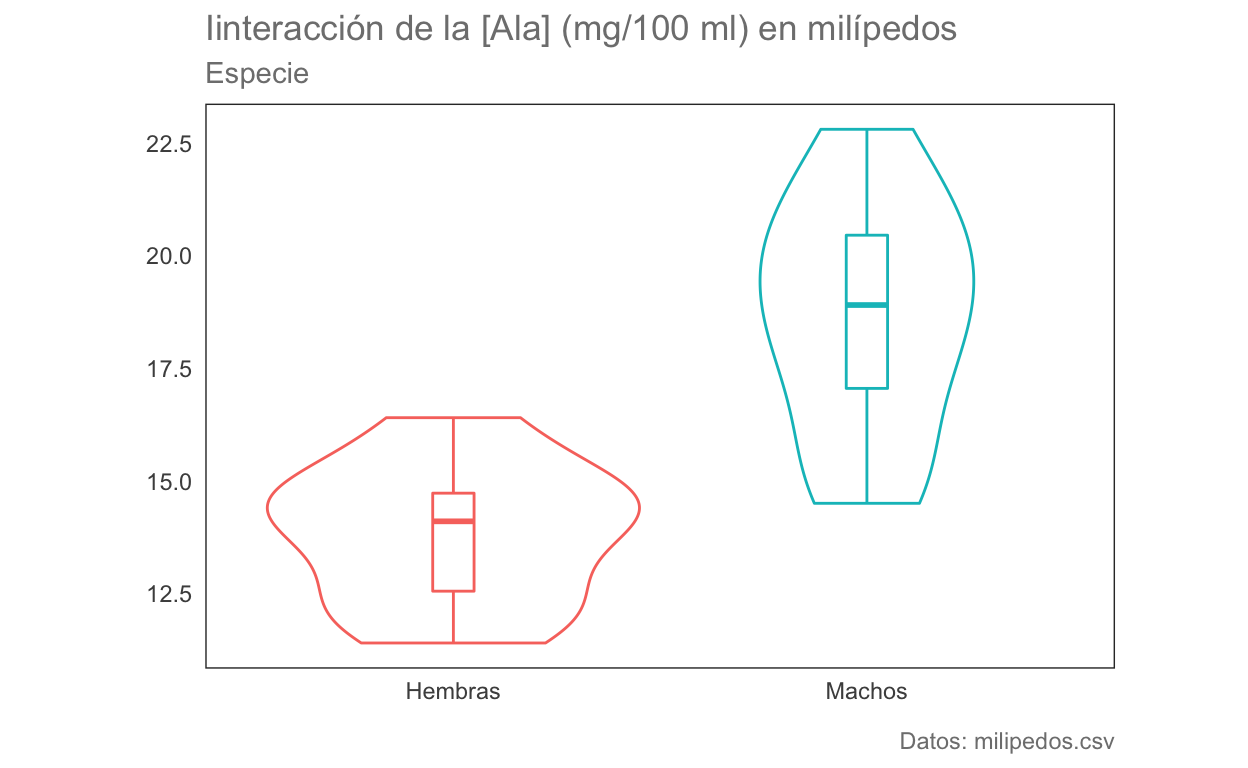 Iinteracción de la [Ala] (mg/100 ml) en milípedos
Especie
22.5
20.0
17.5
15.0
12.5
Hembras
Machos
Datos: milipedos.csv